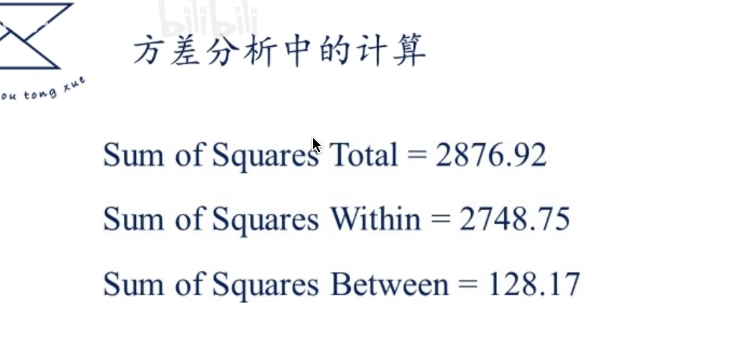 bilibili
方差分析中的计算
ou tong xue
Sum of Squares Total = 2876.92
Sum of Squares Within = 2748.75
Sum of Squares Between = 128.17